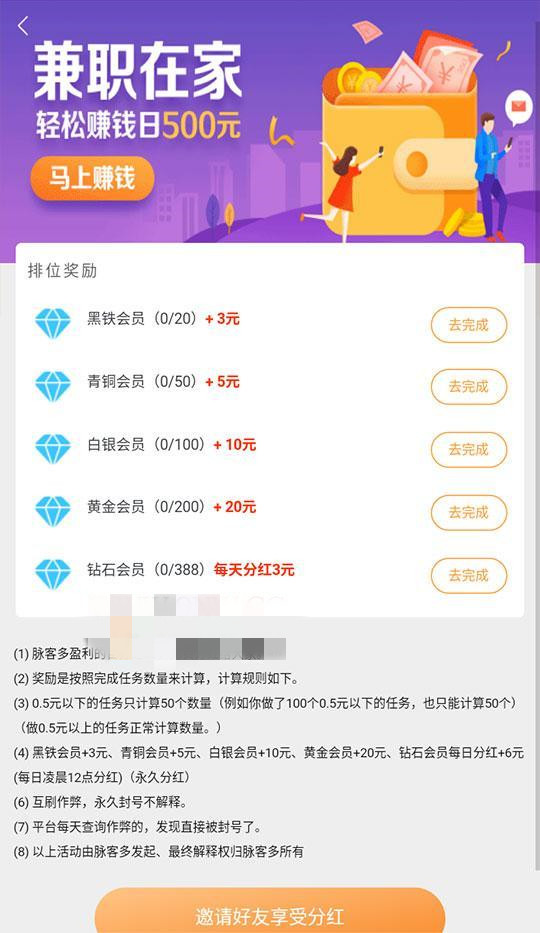 兼职在家
轻松赚钱日500元
马上赚钱
排位奖励
黑铁会员（0/20）+ 3元
去完成
青铜会员（0/50）+ 5元
去完成
白银会员（0/100）+ 10元
去完成
黄金会员（0/200）+ 20元
去完成
钻石会员（0/388）每天分红3元
去完成
(1) 脉客多盈利的
(2) 奖励是按照完成任务数量来计算，计算规则如下。
(3) 0.5元以下的任务只计算50个数量（例如你做了100个0.5元以下的任务，也只能计算50个）
（做0.5元以上的任务正常计算数量。）
(4) 黑铁会员+3元、青铜会员+5元、白银会员+10元、黄金会员+20元、钻石会员每日分红+6元
(每日凌晨12点分红)（永久分红）
(6) 互刷作弊，永久封号不解释。
(7) 平台每天查询作弊的，发现直接被封号了。
(8) 以上活动由脉客多发起、最终解释权归脉客多所有
邀请好友享受分红